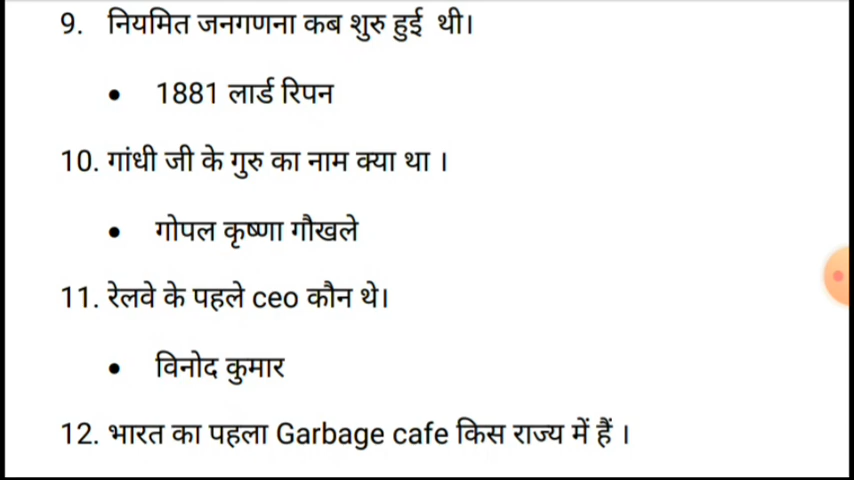 9. नियमित जनगणना कब शुरु हुई थी।
• 1881 लार्ड रिपन
10. गांधी जी के गुरु का नाम क्या था ।
• गोपल कृष्णा गौखले
11. रेलवे के पहले ceo कौन थे।
• विनोद कुमार
12. भारत का पहला Garbage cafe किस राज्य में हैं ।